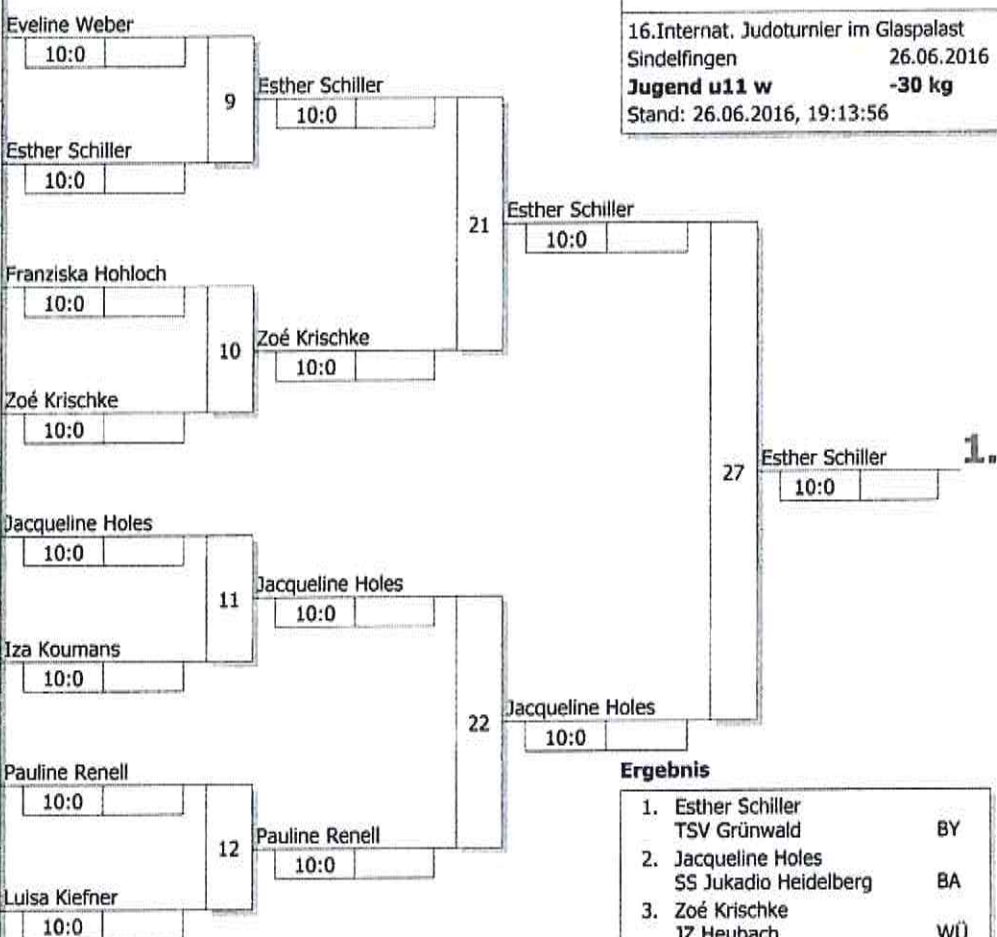 16.Internat. Judoturnier im Glaspalast
Sindelfingen 26.06.2016
Jugend u11 w -30 kg
Stand: 26.06.2016, 19:13:56
Eveline Weber
10:0
9
Esther Schiller
10:0
Esther Schiller
10:0
21
Esther Schiller
10:0
Franziska Hohloch
10:0
10
Zoé Krischke
10:0
Zoé Krischke
10:0
27
Esther Schiller
10:0
1.
Jacqueline Holes
10:0
11
Jacqueline Holes
10:0
Iza Koumans
10:0
22
Jacqueline Holes
10:0
Pauline Renell
10:0
12
Pauline Renell
10:0
Luisa Kiefner
10:0
Ergebnis
1. Esther Schiller
TSV Grünwald BY
2. Jacqueline Holes
SS Jukadio Heidelberg BA
3. Zoé Krischke
JZ Heubach WÜ